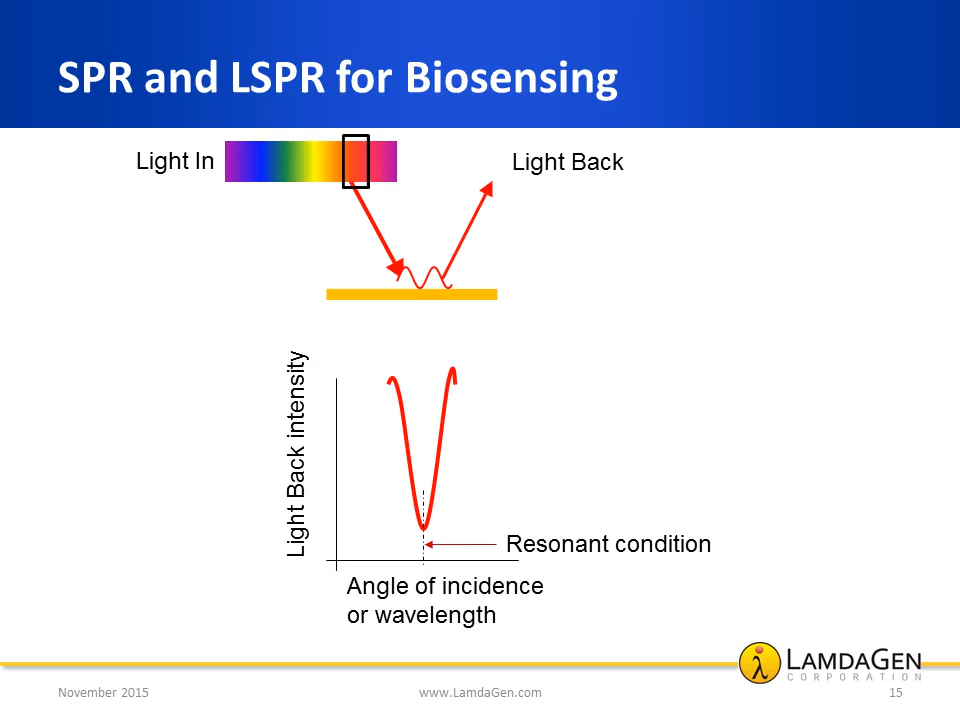 SPR and LSPR for Biosensing
Light In
Light Back
Light Back intensity
Resonant condition
Angle of incidence
or wavelength
λ LAMDAGEN
CORPORATION
November 2015
www.LamdaGen.com
15